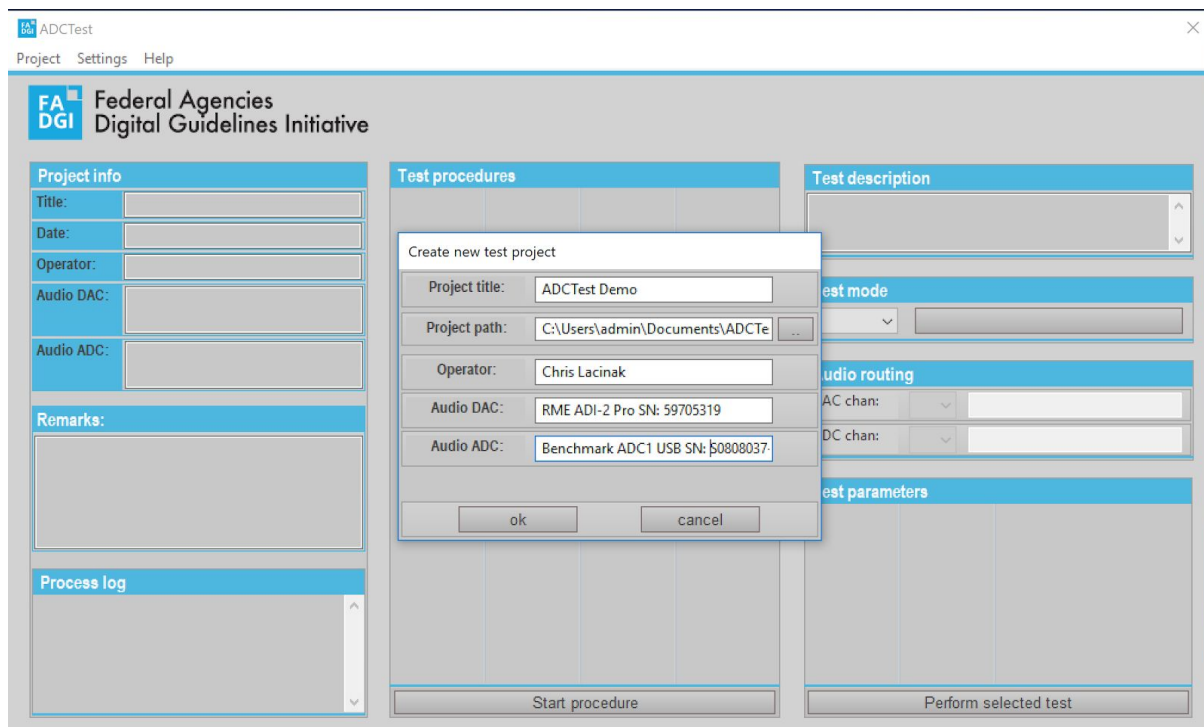 FA
DGI
ADCTest
Project Settings Help
FA
DGI
Federal Agencies
Digital Guidelines Initiative
Project info
Title:
Date:
Operator:
Audio DAC:
Audio ADC:
Remarks:
Process log
Test procedures
Start procedure
Create new test project
Project title: ADCTest Demo
Project path: C:\Users\admin\Documents\ADCTe ..
Operator: Chris Lacinak
Audio DAC: RME ADI-2 Pro SN: 59705319
Audio ADC: Benchmark ADC1 USB SN: S0808037-
ok cancel
Test description
est mode
udio routing
AC chan:
DC chan:
est parameters
Perform selected test